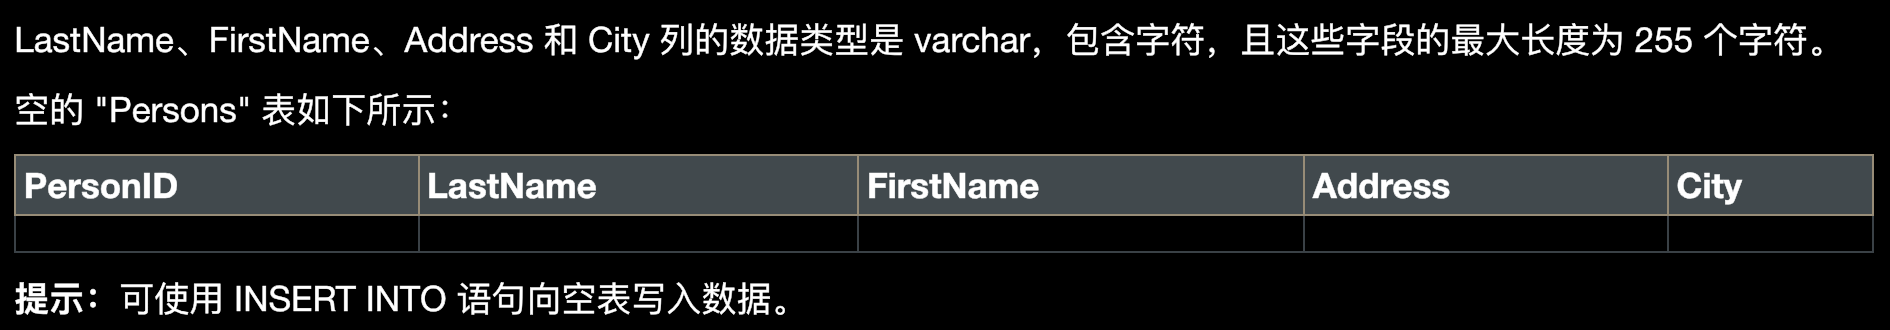 LastName、FirstName、Address 和 City 列的数据类型是 varchar，包含字符，且这些字段的最大长度为 255 个字符。
空的 "Persons" 表如下所示：
PersonID LastName FirstName Address City
提示：可使用 INSERT INTO 语句向空表写入数据。